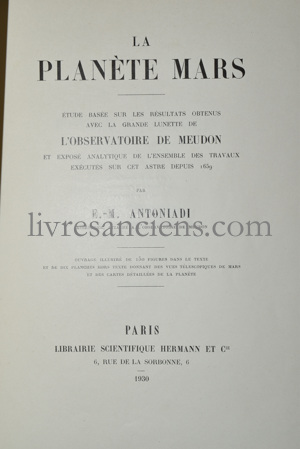 LA
PLANÈTE MARS
ÉTUDE BASÉE SUR LES RÉSULTATS OBTENUS
AVEC LA GRANDE LUNETTE DE
L'OBSERVATOIRE DE MEUDON
ET EXPOSÉ ANALYTIQUE DE L'ENSEMBLE DES TRAVAUX
EXÉCUTÉS SUR CET ASTRE DEPUIS 1659
PAR
E.-M. ANTONIADI
livresanciens.com
OUVRAGE ILLUSTRÉ DE FIGURES DANS LE TEXTE
ET DE DIX PLANCHES HORS TEXTE DONNANT DES VUES TÉLESCOPIQUES DE MARS
ET DES CARTES DÉTAILLÉES DE LA PLANÈTE
PARIS
LIBRAIRIE SCIENTIFIQUE HERMANN ET Cie
6, RUE DE LA SORBONNE, 6
1930